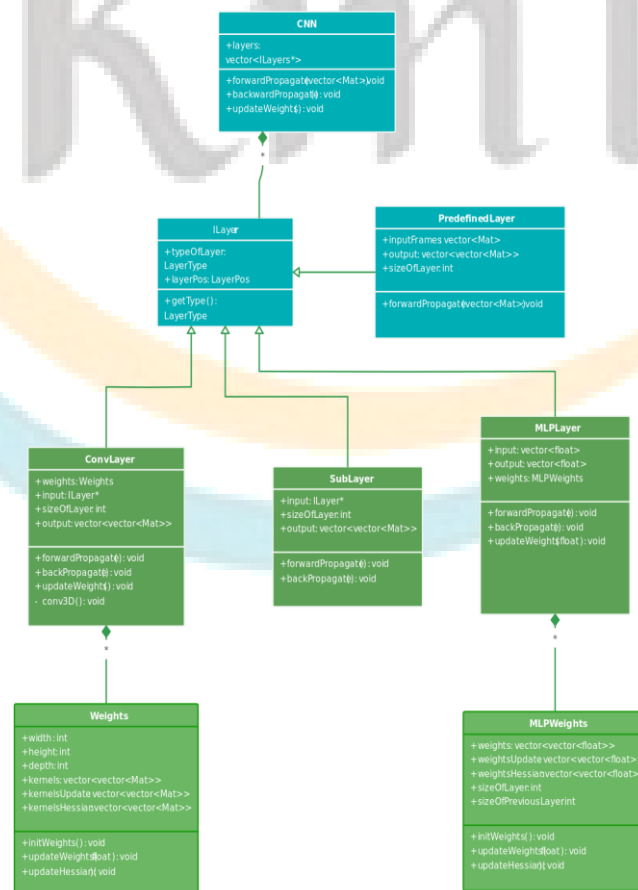 CNN
+layers:
vector<ILayers*>
+forwardPropagate(vector<Mat>):void
+backwardPropagate(): void
+updateWeights(): void
*
ILayer
+typeOfLayer:
LayerType
+layerPos: LayerPos
+getType():
LayerType
PredefinedLayer
+inputFrames: vector<Mat>
+output: vector<vector<Mat>>
+sizeOfLayer: int
+forwardPropagate(vector<Mat>):void
ConvLayer
+weights: Weights
+input: ILayer*
+sizeOfLayer: int
+output: vector<vector<Mat>>
+forwardPropagate(): void
+backPropagate(): void
+updateWeights(): void
- conv3D(): void
SubLayer
+input: ILayer*
+sizeOfLayer: int
+output: vector<vector<Mat>>
+forwardPropagate(): void
+backPropagate(): void
MLPLayer
+input: vector<float>
+output: vector<float>
+weights: MLPWeights
+forwardPropagate(): void
+backPropagate(): void
+updateWeights(float): void
*
*
Weights
+width: int
+height: int
+depth: int
+kernels: vector<vector<Mat>>
+kernelsUpdate: vector<vector<Mat>>
+kernelsHessian: vector<vector<Mat>>
+initWeights(): void
+updateWeights(float): void
+updateHessian(): void
MLPWeights
+weights: vector<vector<float>>
+weightsUpdate: vector<vector<float>
+weightsHessian: vector<vector<float>
+sizeOfLayer: int
+sizeOfPreviousLayer: int
+initWeights(): void
+updateWeights(float): void
+updateHessian(): void